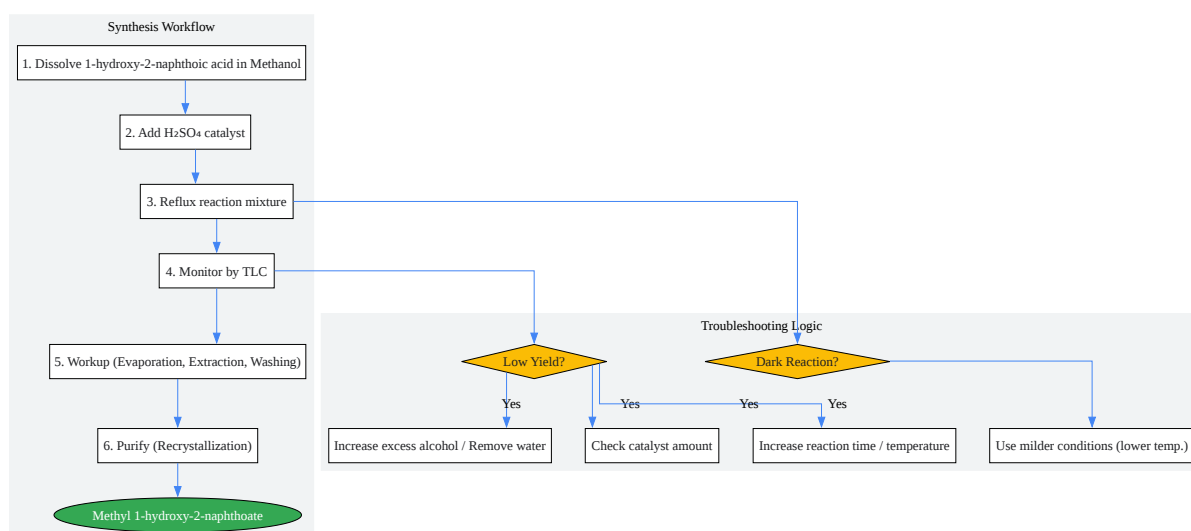 Synthesis Workflow
1. Dissolve 1-hydroxy-2-naphthoic acid in Methanol
2. Add H₂SO₄ catalyst
3. Reflux reaction mixture
4. Monitor by TLC
5. Workup (Evaporation, Extraction, Washing)
6. Purify (Recrystallization)
Methyl 1-hydroxy-2-naphthoate
Troubleshooting Logic
Low Yield?
Dark Reaction?
Yes
Yes
Yes
Yes
Increase excess alcohol / Remove water
Check catalyst amount
Increase reaction time / temperature
Use milder conditions (lower temp.)